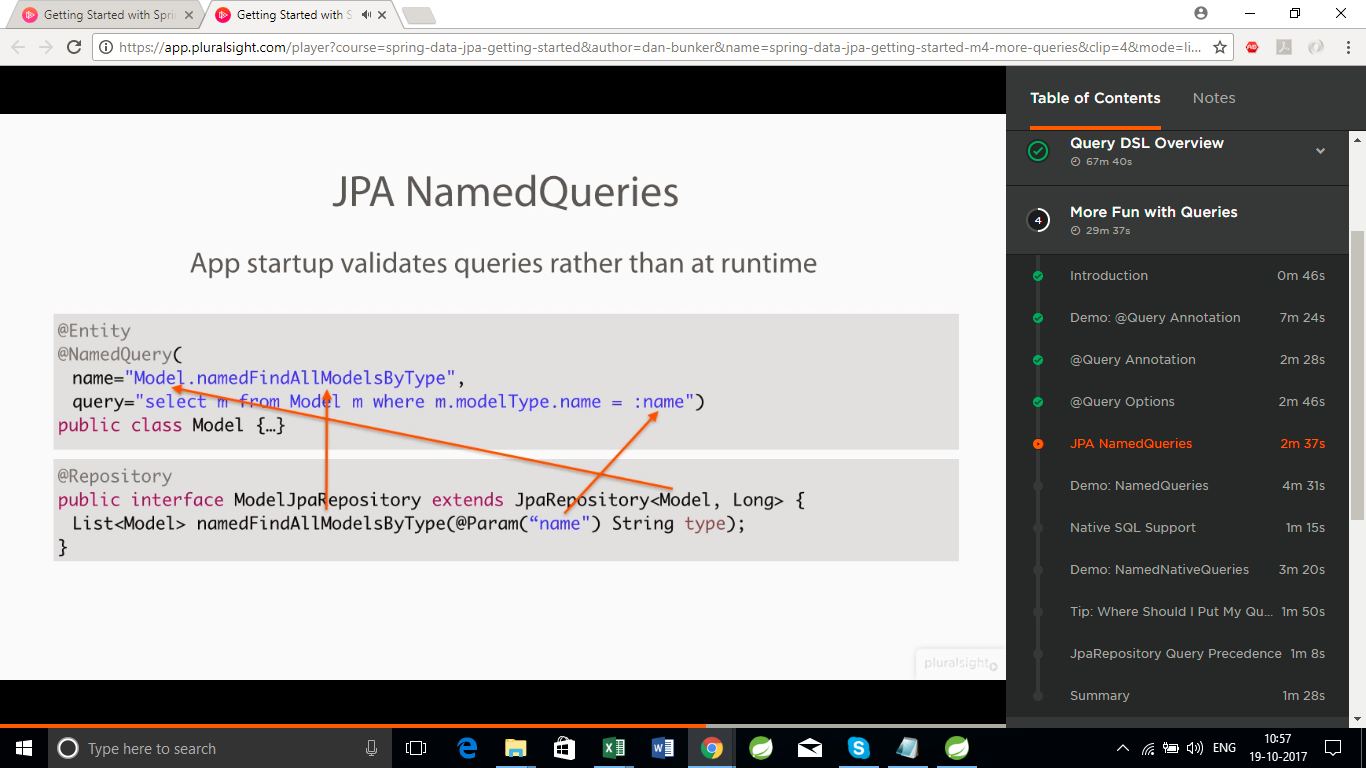 Getting Started with Spri
Getting Started with S
https://app.pluralsight.com/player?course=spring-data-jpa-getting-started&author=dan-bunker&name=spring-data-jpa-getting-started-m4-more-queries&clip=4&mode=li...
JPA NamedQueries
App startup validates queries rather than at runtime
@Entity
@NamedQuery(
name="Model.namedFindAllModelsByType",
query="select m from Model m where m.modelType.name = :name")
public class Model {…}
@Repository
public interface ModelJpaRepository extends JpaRepository<Model, Long> {
List<Model> namedFindAllModelsByType(@Param(“name") String type);
}
pluralsight
Table of Contents
Notes
Query DSL Overview
67m 40s
4
More Fun with Queries
29m 37s
Introduction 0m 46s
Demo: @Query Annotation 7m 24s
@Query Annotation 2m 28s
@Query Options 2m 46s
JPA NamedQueries 2m 37s
Demo: NamedQueries 4m 31s
Native SQL Support 1m 15s
Demo: NamedNativeQueries 3m 20s
Tip: Where Should I Put My Qu... 1m 50s
JpaRepository Query Precedence 1m 8s
Summary 1m 28s
Type here to search
ENG
10:57
19-10-2017